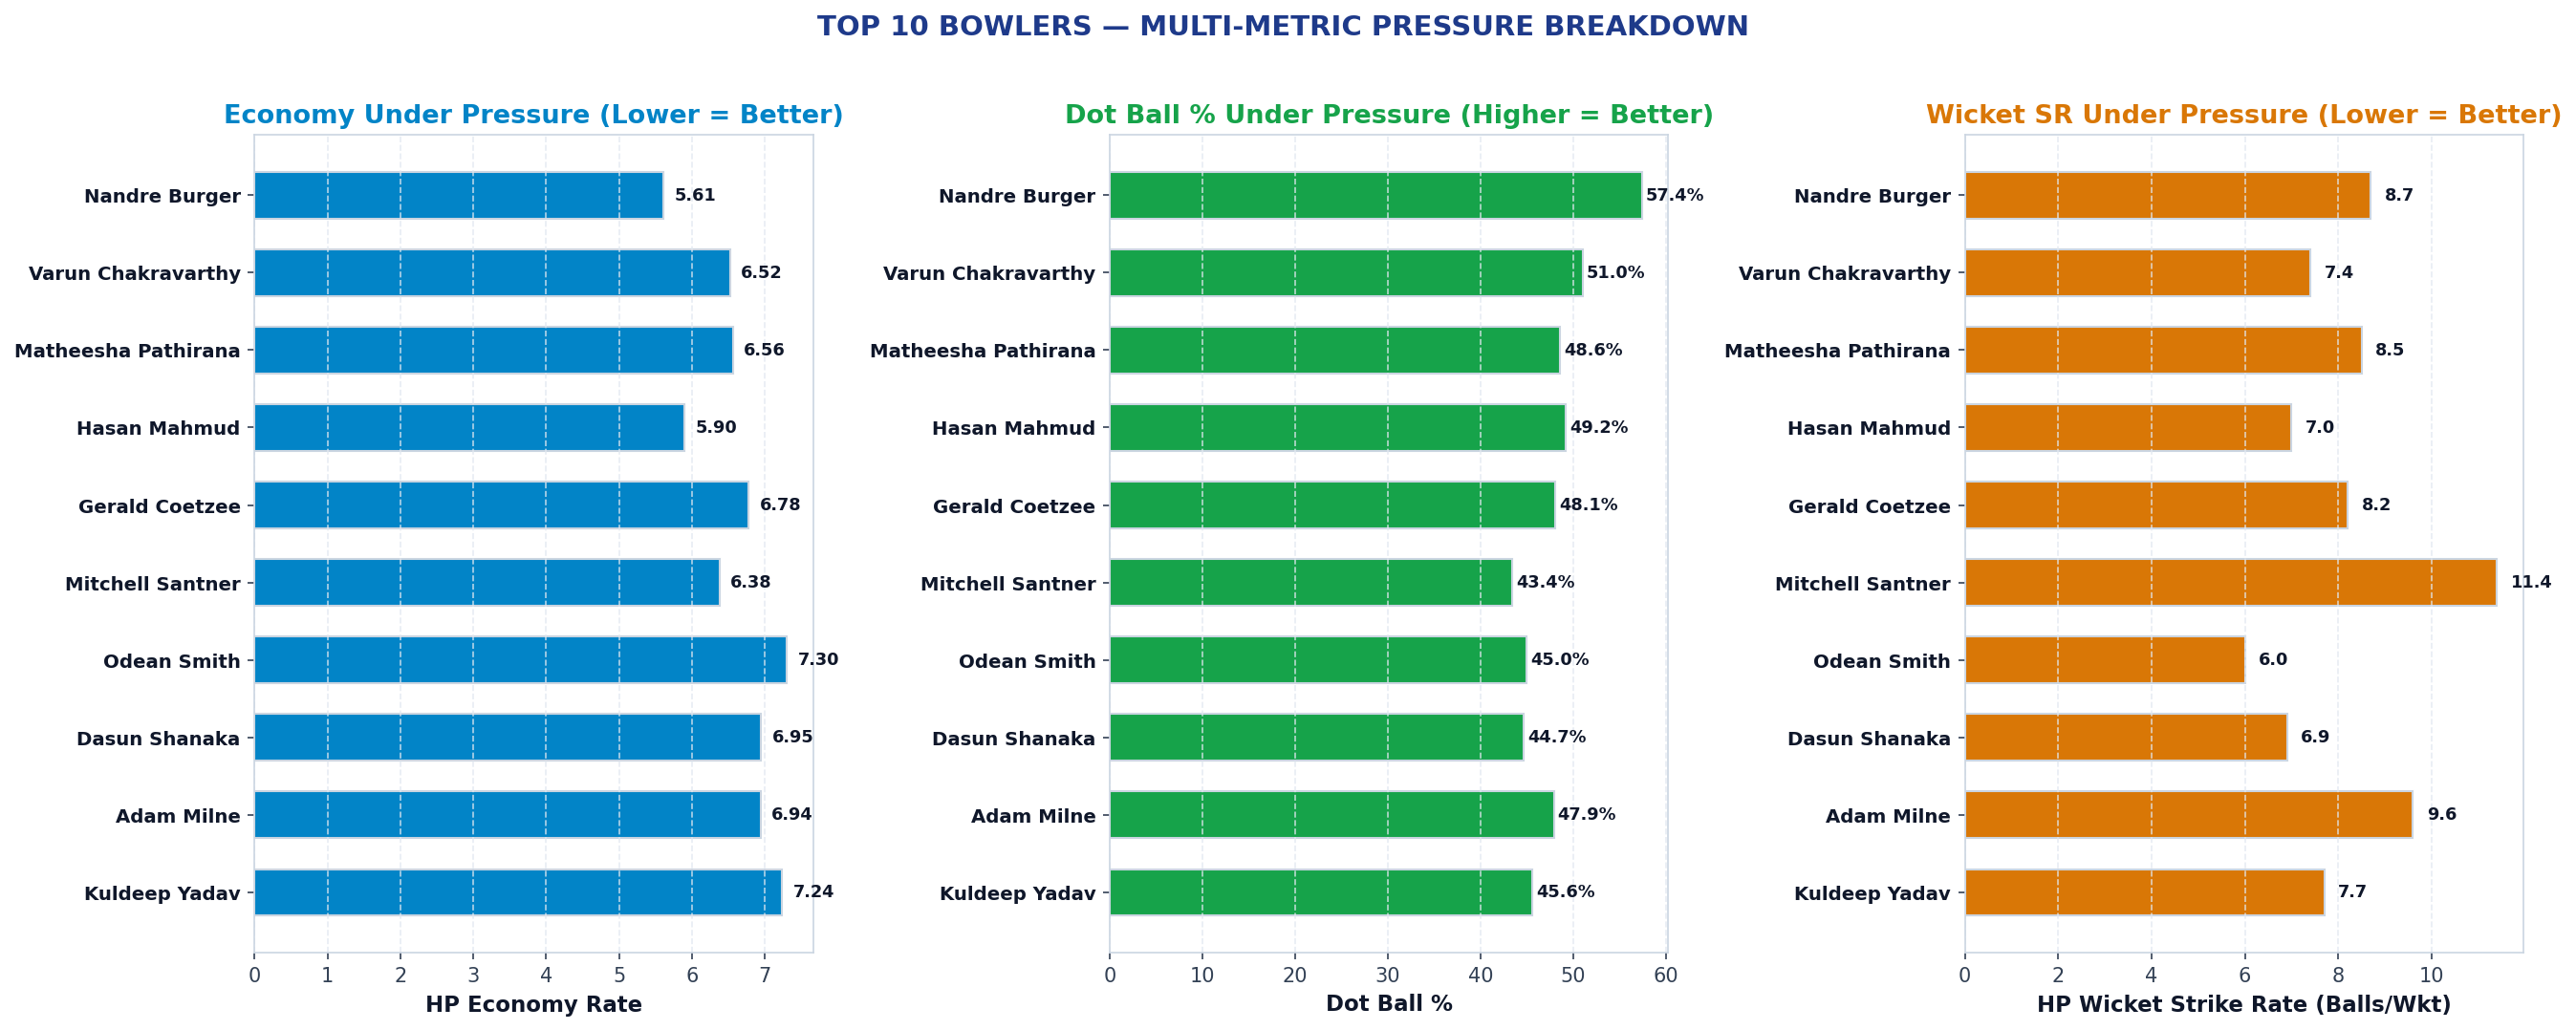 TOP 10 BOWLERS — MULTI-METRIC PRESSURE BREAKDOWN
Economy Under Pressure (Lower = Better)
Nandre Burger 5.61
Varun Chakravarthy 6.52
Matheesha Pathirana 6.56
Hasan Mahmud 5.90
Gerald Coetzee 6.78
Mitchell Santner 6.38
Odean Smith 7.30
Dasun Shanaka 6.95
Adam Milne 6.94
Kuldeep Yadav 7.24
0 1 2 3 4 5 6 7
HP Economy Rate
Dot Ball % Under Pressure (Higher = Better)
Nandre Burger 57.4%
Varun Chakravarthy 51.0%
Matheesha Pathirana 48.6%
Hasan Mahmud 49.2%
Gerald Coetzee 48.1%
Mitchell Santner 43.4%
Odean Smith 45.0%
Dasun Shanaka 44.7%
Adam Milne 47.9%
Kuldeep Yadav 45.6%
0 10 20 30 40 50 60
Dot Ball %
Wicket SR Under Pressure (Lower = Better)
Nandre Burger 8.7
Varun Chakravarthy 7.4
Matheesha Pathirana 8.5
Hasan Mahmud 7.0
Gerald Coetzee 8.2
Mitchell Santner 11.4
Odean Smith 6.0
Dasun Shanaka 6.9
Adam Milne 9.6
Kuldeep Yadav 7.7
0 2 4 6 8 10
HP Wicket Strike Rate (Balls/Wkt)